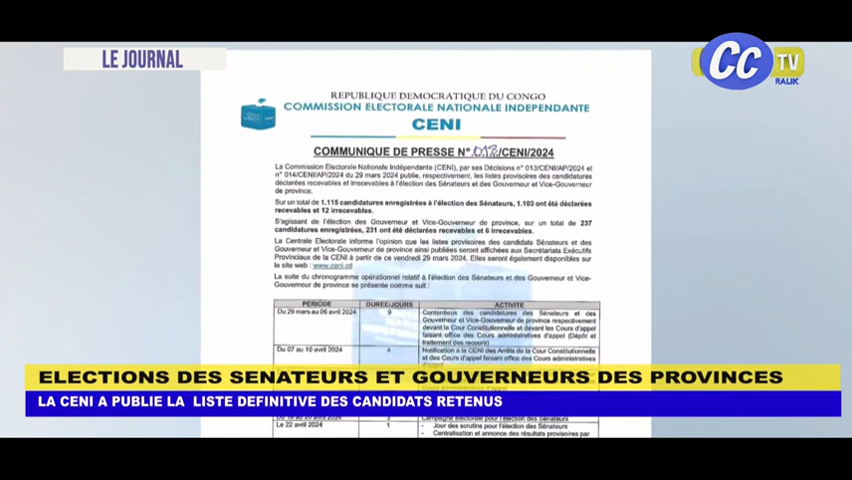 LE JOURNAL
CC TV
RALIK
REPUBLIQUE DEMOCRATIQUE DU CONGO
COMMISSION ELECTORALE NATIONALE INDEPENDANTE
CENI
COMMUNIQUE DE PRESSE N° /CENI/2024
La Commission Electorale Nationale Indépendante (CENI), par ses Décisions n° 013/CENI/AP/2024 et
n° 014/CENI/AP/2024 du 29 mars 2024 publie, respectivement, les listes provisoires des candidatures
déclarées recevables et irrecevables à l'élection des Sénateurs et des Gouverneur et Vice-Gouverneur
de province.
Sur un total de 1.115 candidatures enregistrées à l'élection des Sénateurs, 1.103 ont été déclarées
recevables et 12 irrecevables.
S'agissant de l'élection des Gouverneur et Vice-Gouverneur de province, sur un total de 237
candidatures enregistrées, 231 ont été déclarées recevables et 6 irrecevables.
La Centrale Electorale informe l'opinion que les listes provisoires des candidats Sénateurs et des
Gouverneur et Vice-Gouverneur de province ainsi publiées seront affichées aux Secrétariats Exécutifs
Provinciaux de la CENI à partir de ce vendredi 29 mars 2024. Elles seront également disponibles sur
le site web : www.ceni.cd
La suite du chronogramme opérationnel relatif à l'élection des Sénateurs et des Gouverneur et Vice-
Gouverneur de province se présente comme suit :
PERIODE DUREE/JOURS ACTIVITE
Du 29 mars au 06 avril 2024 9 Contentieux des candidatures des Sénateurs et des
Gouverneur et Vice-Gouverneur de province respectivement
devant la Cour Constitutionnelle et devant les Cours d'appel
faisant office des Cours administratives d'appel (Dépôt et
traitement des recours)
Du 07 au 10 avril 2024 4 Notification à la CENI des Arrêts de la Cour Constitutionnelle
et des Cours d'appel faisant office des Cours administratives
d'appel
ELECTIONS DES SENATEURS ET GOUVERNEURS DES PROVINCES
LA CENI A PUBLIE LA LISTE DEFINITIVE DES CANDIDATS RETENUS
Campagne électorale pour l'élection des Sénateurs
Le 22 avril 2024 1 - Jour des scrutins pour l'élection des Sénateurs
- Centralisation et annonce des résultats provisoires par